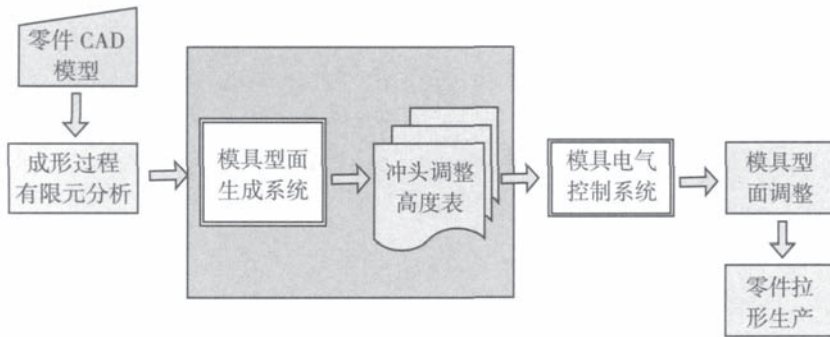 零件 CAD
模型
成形过程
有限元分析
模具型面
生成系统
冲头调整
高度表
模具电气
控制系统
模具型
面调整
零件拉
形生产